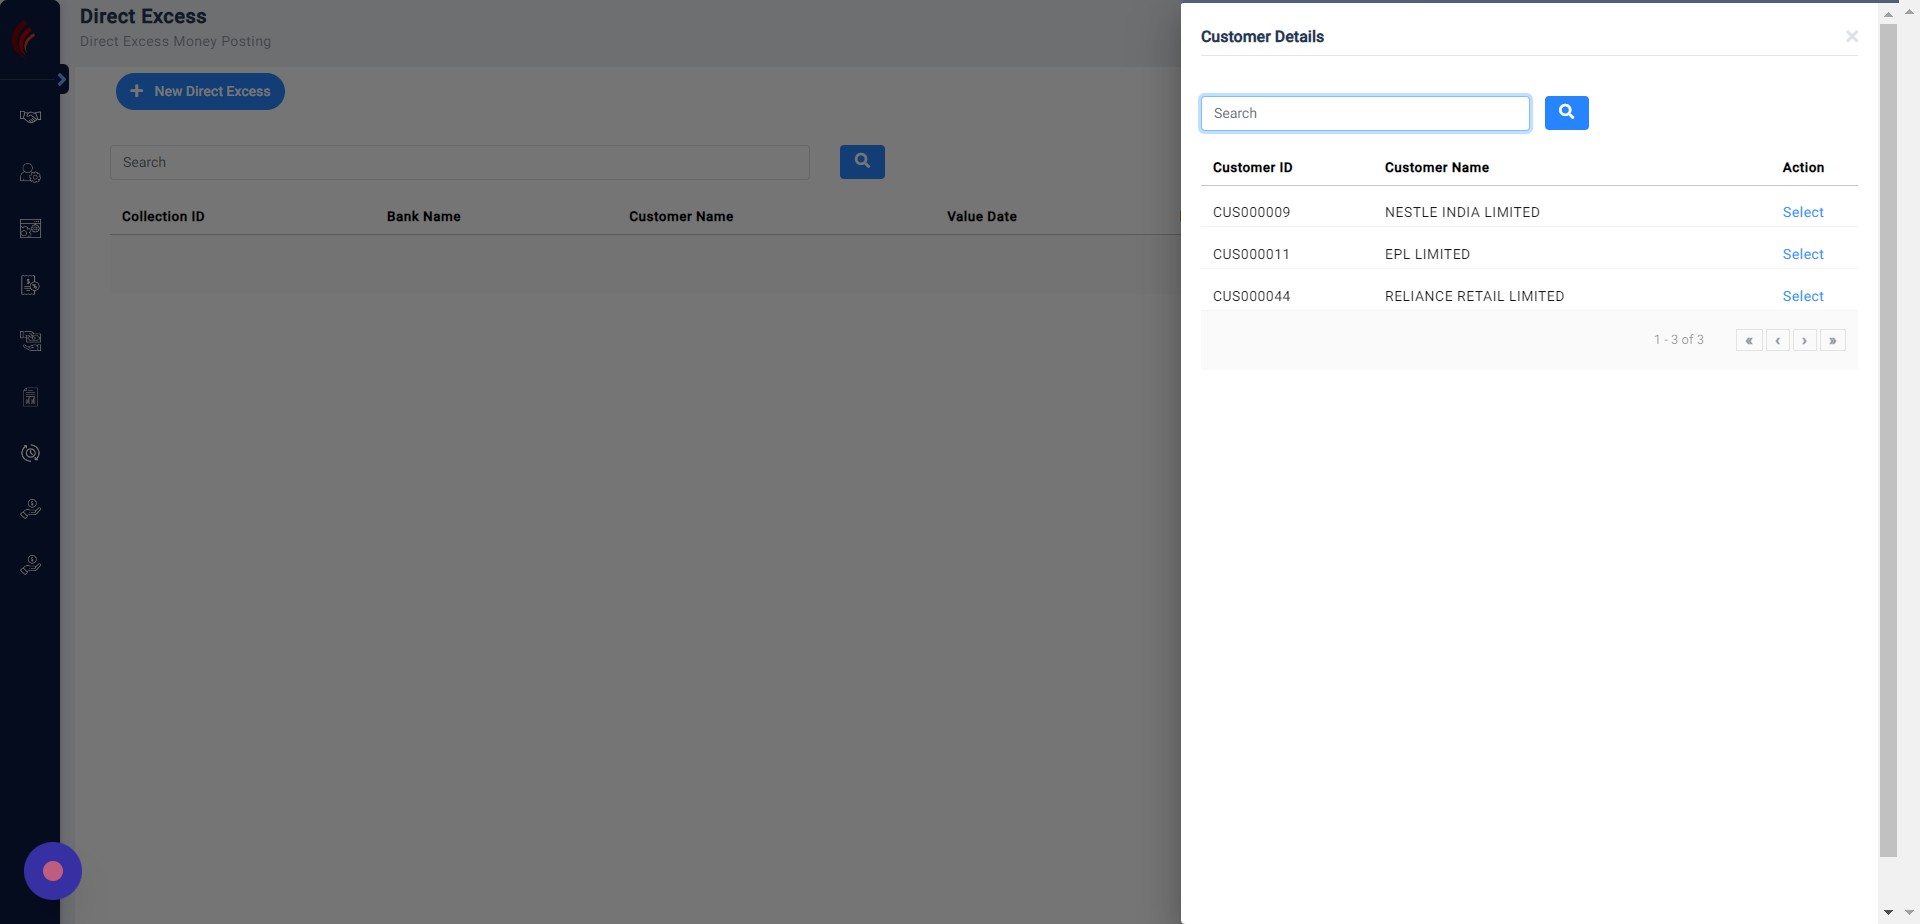 Direct Excess
Direct Excess Money Posting
New Direct Excess
Search
Collection ID Bank Name Customer Name Value Date
Customer Details
×
Search
Customer ID Customer Name Action
CUS000009 NESTLE INDIA LIMITED Select
CUS000011 EPL LIMITED Select
CUS000044 RELIANCE RETAIL LIMITED Select
1 - 3 of 3 « ‹ › »